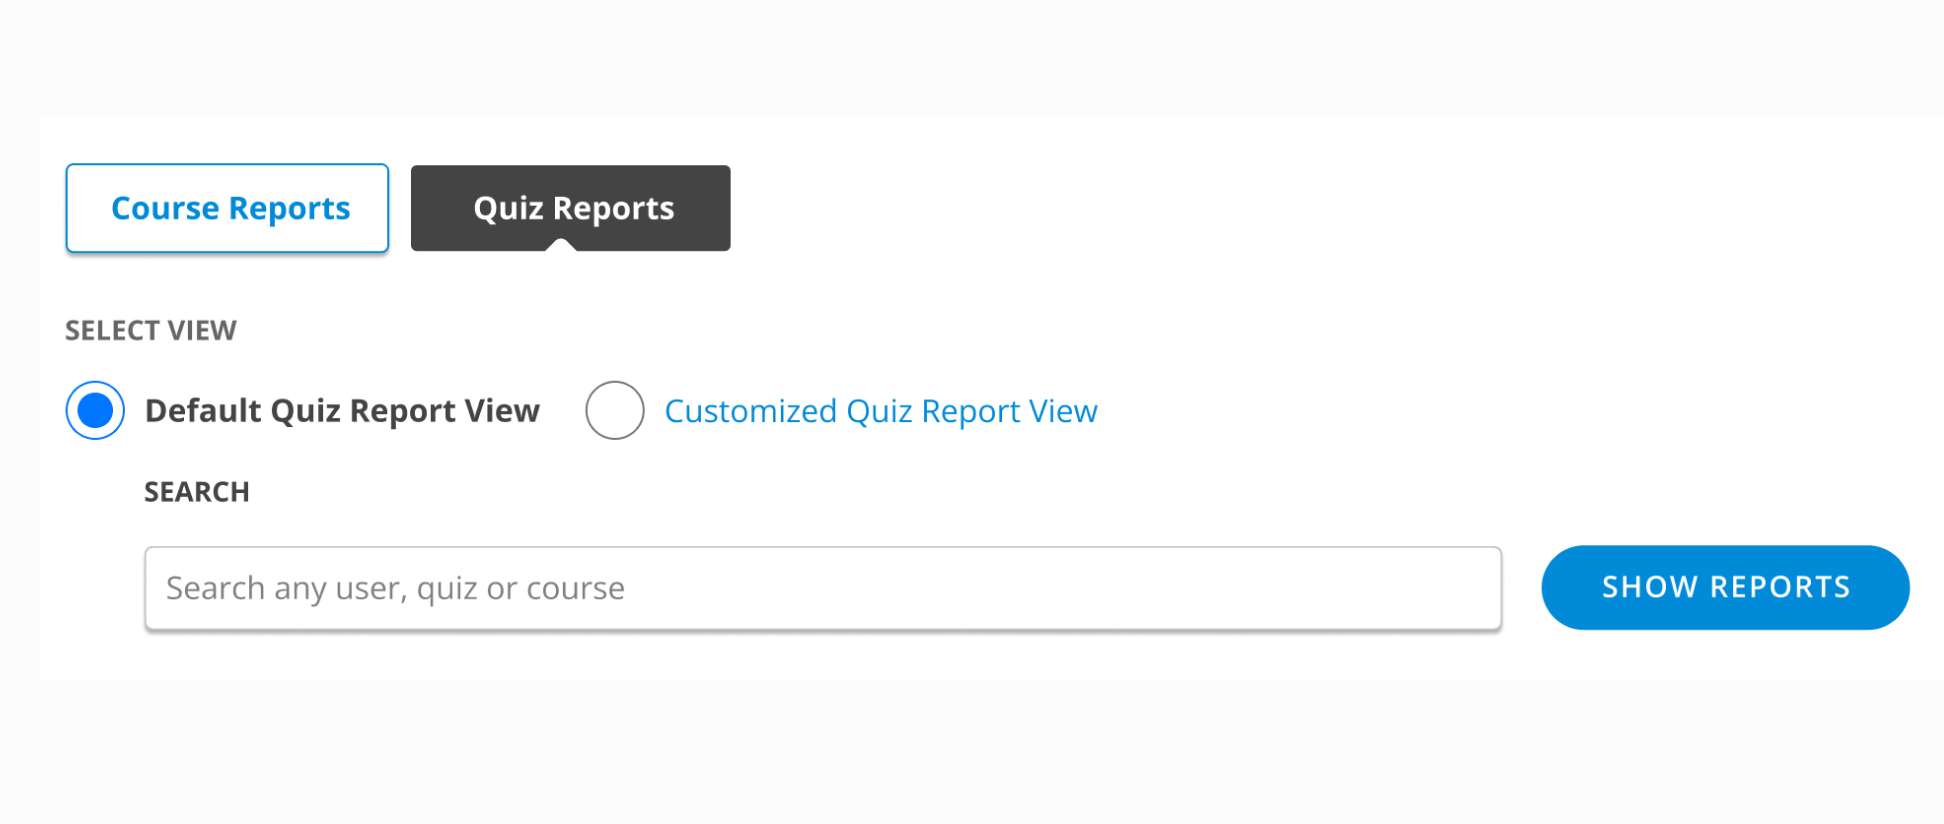 Course Reports Quiz Reports
SELECT VIEW
Default Quiz Report View Customized Quiz Report View
SEARCH
Search any user, quiz or course SHOW REPORTS